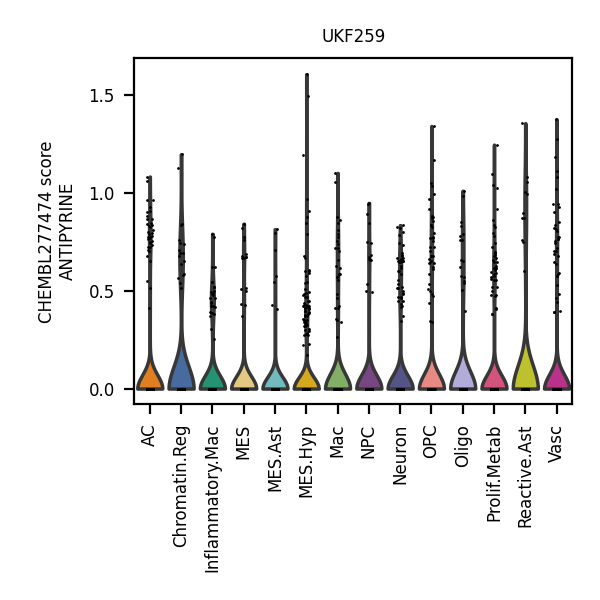 UKF259
CHEMBL277474 score
ANTIPYRINE
1.5
1.0
0.5
0.0
AC
Chromatin.Reg
Inflammatory.Mac
MES
MES.Ast
MES.Hyp
Mac
NPC
Neuron
OPC
Oligo
Prolif.Metab
Reactive.Ast
Vasc